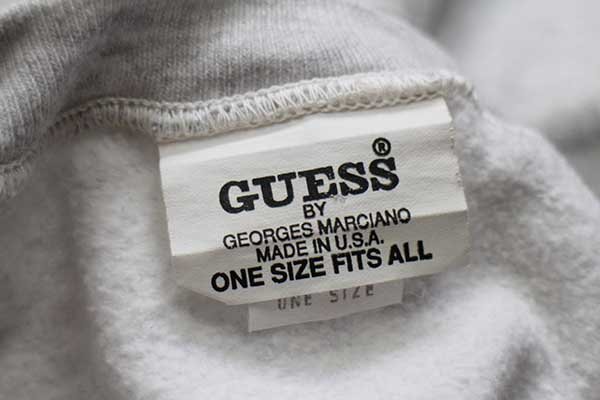 GUESS®
BY
GEORGES MARCIANO
MADE IN U.S.A.
ONE SIZE FITS ALL
ONE SIZE